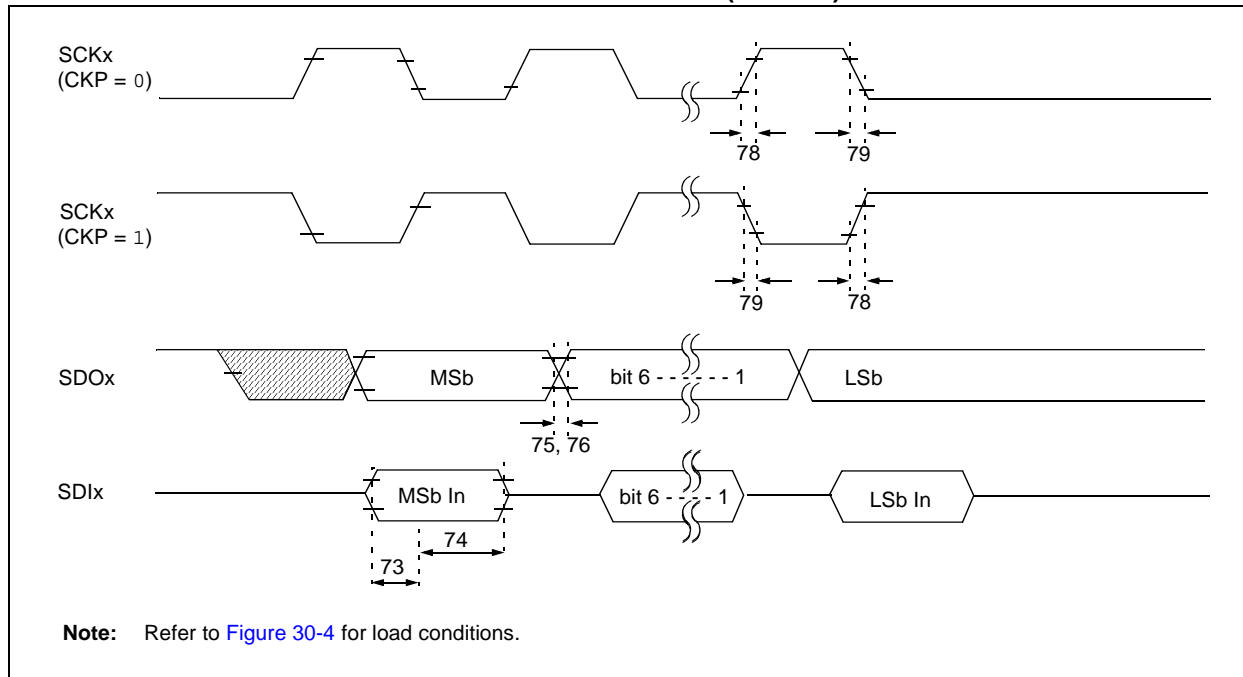 SCKx
(CKP = 0)
78
79
SCKx
(CKP = 1)
79
78
SDOx
MSb
bit 6 - - - - - - 1
LSb
75, 76
SDIx
MSb In
bit 6 - - - - 1
LSb In
74
73
Note: Refer to Figure 30-4 for load conditions.